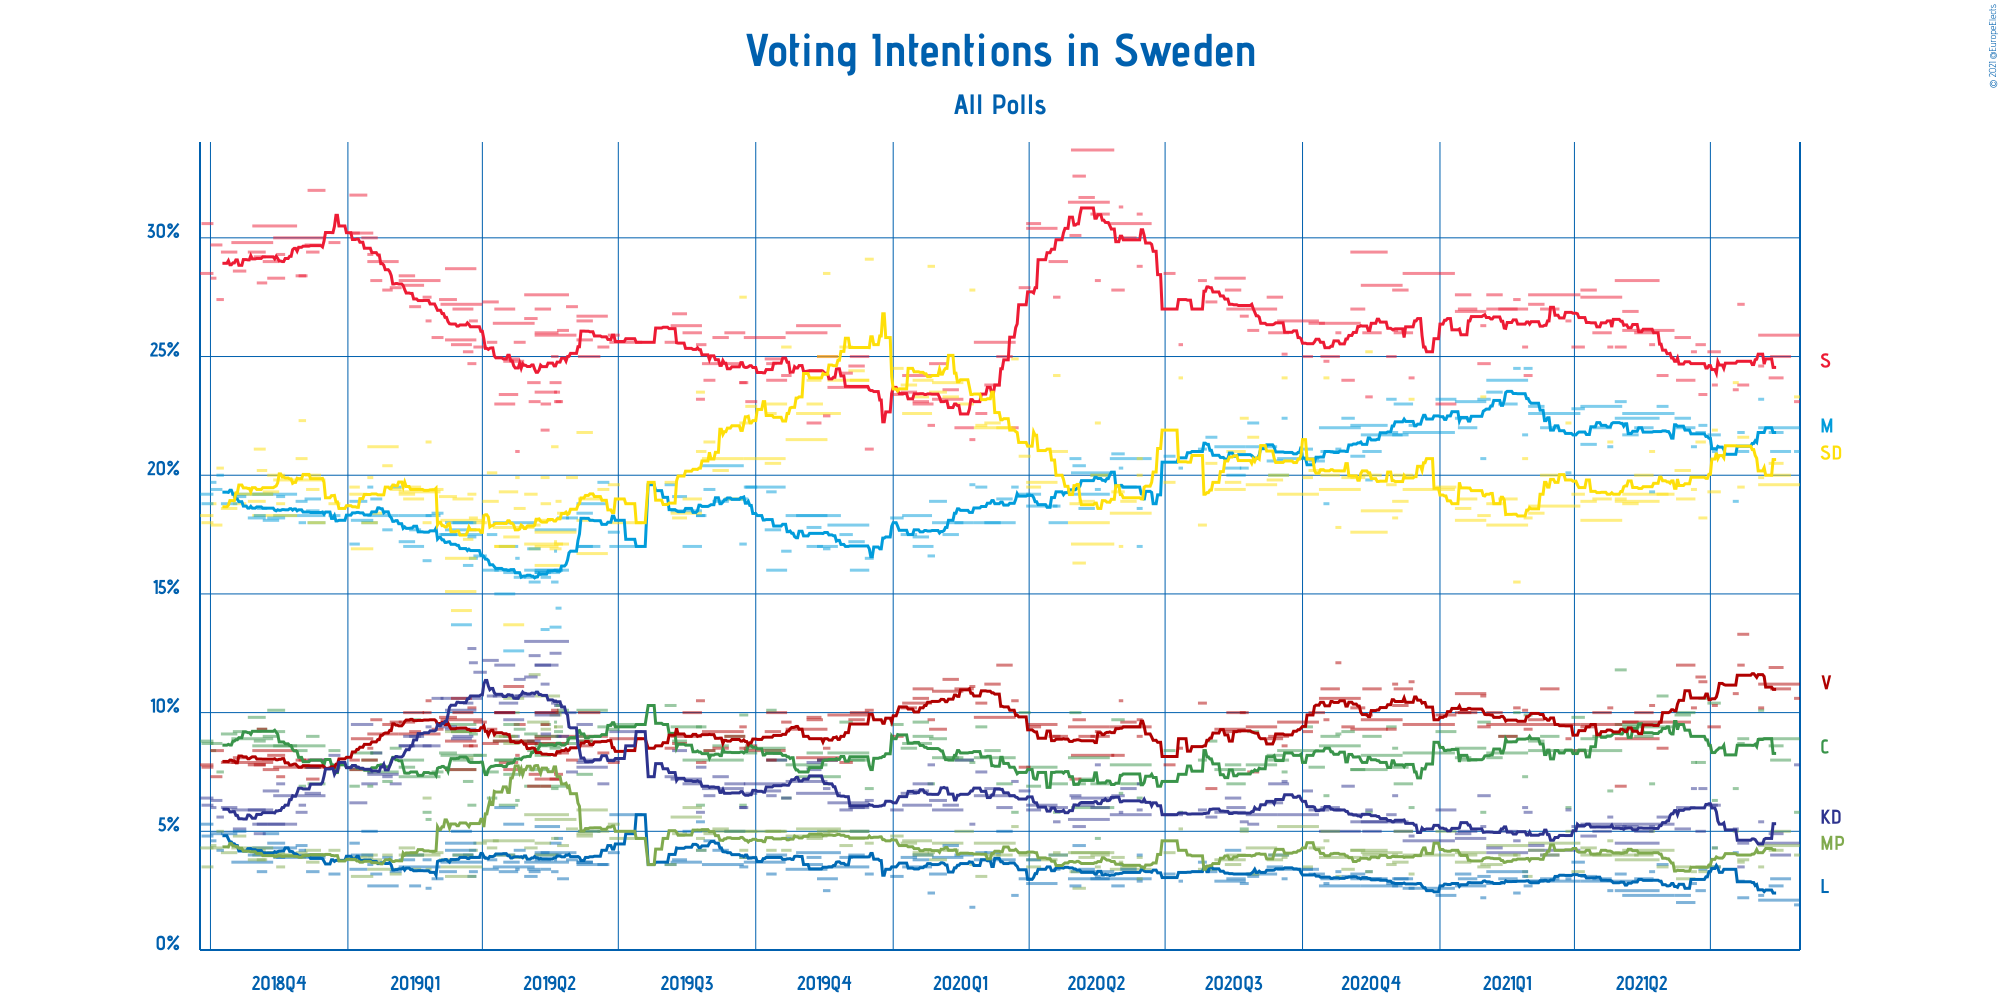 © 2021 @EuropeElects
Voting Intentions in Sweden
All Polls
30%
25%
20%
15%
10%
5%
0%
S
M
SD
V
C
KD
MP
L
2018Q4 2019Q1 2019Q2 2019Q3 2019Q4 2020Q1 2020Q2 2020Q3 2020Q4 2021Q1 2021Q2